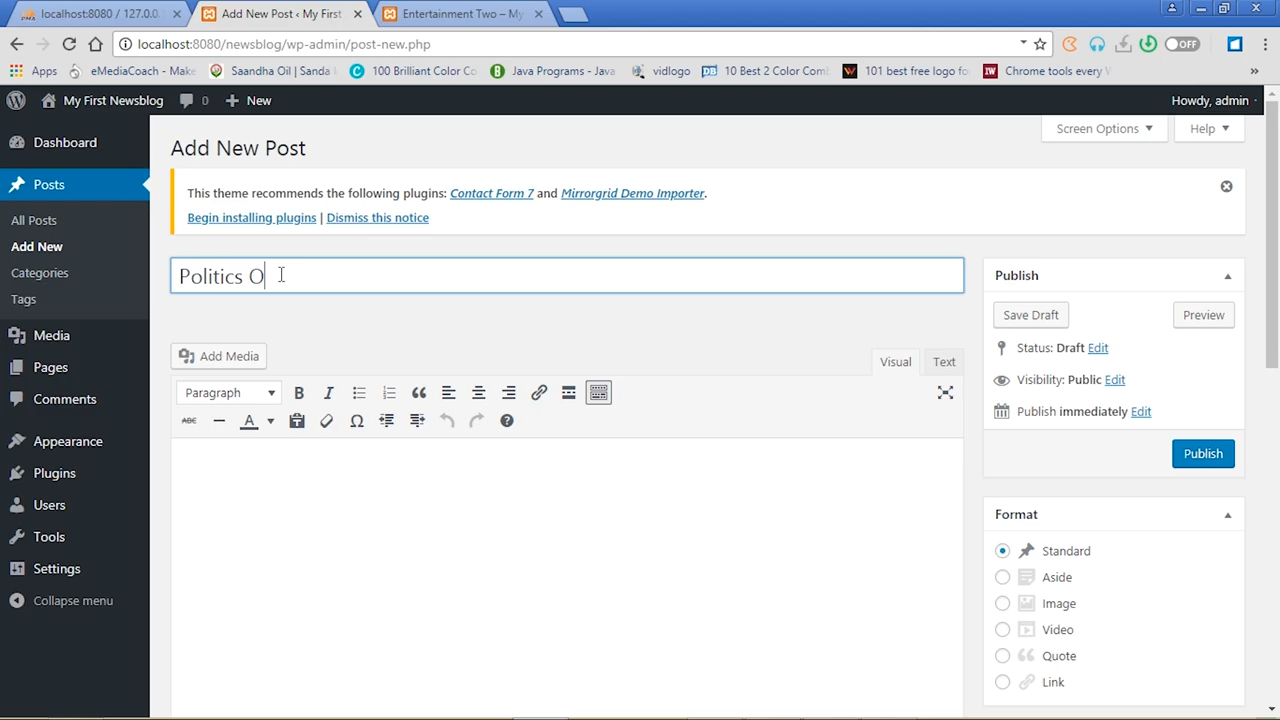 localhost:8080 / 127.0.0. Add New Post ‹ My First Entertainment Two – My
localhost:8080/newsblog/wp-admin/post-new.php OFF
Apps eMediaCoach - Make Saandha Oil | Sanda 100 Brilliant Color Co Java Programs - Java vidlogo 10 Best 2 Color Comb 101 best free logo fo Chrome tools every W »
My First Newsblog 0 + New Howdy, admin
Screen Options Help
Dashboard
Posts
All Posts
Add New
Categories
Tags
Media
Pages
Comments
Appearance
Plugins
Users
Tools
Settings
Collapse menu
Add New Post
This theme recommends the following plugins: Contact Form 7 and Mirrorgrid Demo Importer.
Begin installing plugins | Dismiss this notice
Politics O
Add Media
Visual Text
Paragraph B I
ABC A
Publish
Save Draft Preview
Status: Draft Edit
Visibility: Public Edit
Publish immediately Edit
Publish
Format
Standard
Aside
Image
Video
Quote
Link